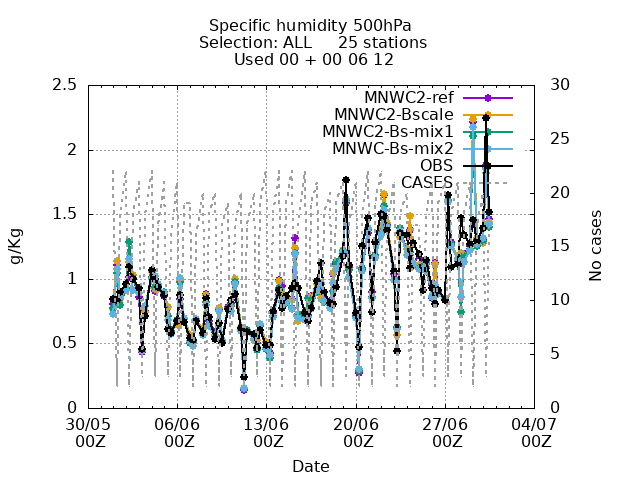 Specific humidity 500hPa
Selection: ALL     25 stations
Used 00 + 00 06 12
2.5
2
1.5
1
0.5
0
g/Kg
30
25
20
15
10
5
0
No cases
MNWC2-ref
MNWC2-Bscale
MNWC2-Bs-mix1
MNWC-Bs-mix2
OBS
CASES
30/05 06/06 13/06 20/06 27/06 04/07
00Z 00Z 00Z 00Z 00Z 00Z
Date